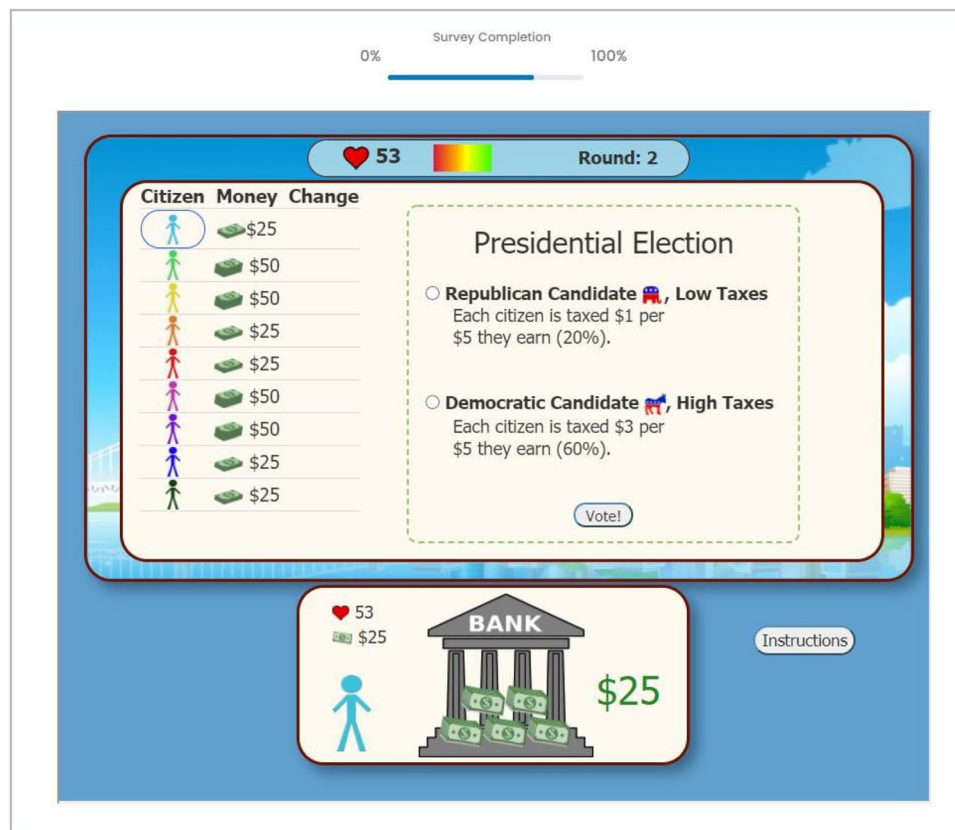 Survey Completion
0% 100%
53 Round: 2
Citizen Money Change
$25
$50
$50
$25
$25
$50
$50
$25
$25
Presidential Election
Republican Candidate , Low Taxes
Each citizen is taxed $1 per
$5 they earn (20%).
Democratic Candidate , High Taxes
Each citizen is taxed $3 per
$5 they earn (60%).
Vote!
53
$25
BANK
$25
Instructions